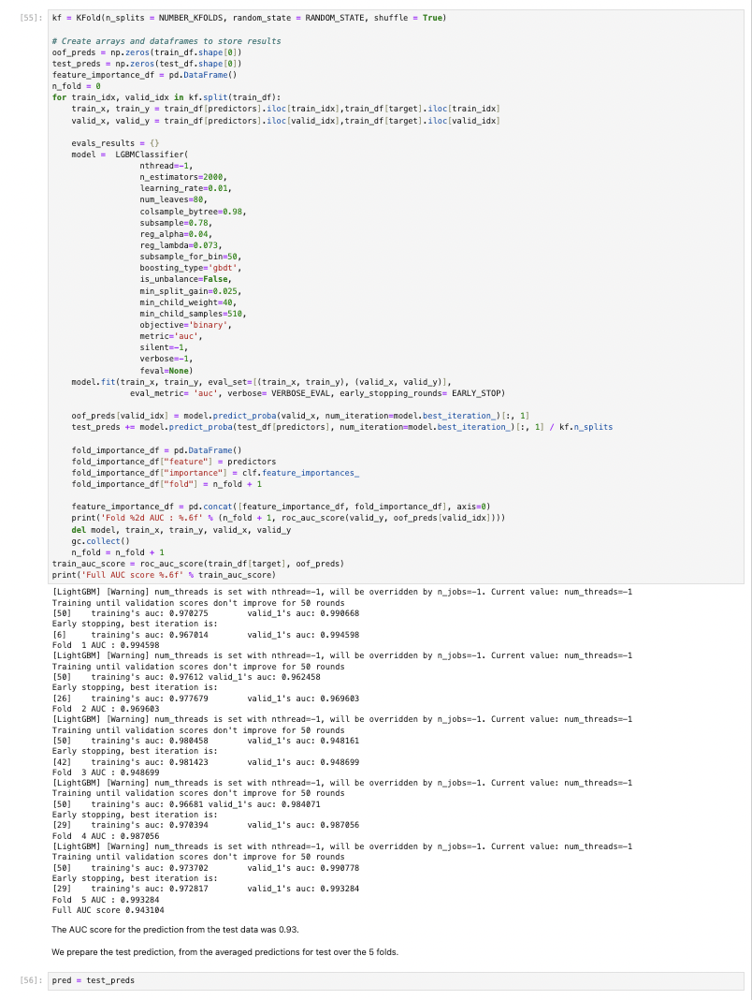 [55]: kf = KFold(n_splits = NUMBER_KFOLDS, random_state = RANDOM_STATE, shuffle = True)

# Create arrays and dataframes to store results
oof_preds = np.zeros(train_df.shape[0])
test_preds = np.zeros(test_df.shape[0])
feature_importance_df = pd.DataFrame()
n_fold = 0
for train_idx, valid_idx in kf.split(train_df):
    train_x, train_y = train_df[predictors].iloc[train_idx],train_df[target].iloc[train_idx]
    valid_x, valid_y = train_df[predictors].iloc[valid_idx],train_df[target].iloc[valid_idx]

    evals_results = {}
    model =  LGBMClassifier(
                  nthread=-1,
                  n_estimators=2000,
                  learning_rate=0.01,
                  num_leaves=80,
                  colsample_bytree=0.98,
                  subsample=0.78,
                  reg_alpha=0.04,
                  reg_lambda=0.073,
                  subsample_for_bin=50,
                  boosting_type='gbdt',
                  is_unbalance=False,
                  min_split_gain=0.025,
                  min_child_weight=40,
                  min_child_samples=510,
                  objective='binary',
                  metric='auc',
                  silent=-1,
                  verbose=-1,
                  feval=None)
    model.fit(train_x, train_y, eval_set=[(train_x, train_y), (valid_x, valid_y)],
                eval_metric= 'auc', verbose= VERBOSE_EVAL, early_stopping_rounds= EARLY_STOP)

    oof_preds[valid_idx] = model.predict_proba(valid_x, num_iteration=model.best_iteration_)[:, 1]
    test_preds += model.predict_proba(test_df[predictors], num_iteration=model.best_iteration_)[:, 1] / kf.n_splits

    fold_importance_df = pd.DataFrame()
    fold_importance_df["feature"] = predictors
    fold_importance_df["importance"] = clf.feature_importances_
    fold_importance_df["fold"] = n_fold + 1

    feature_importance_df = pd.concat([feature_importance_df, fold_importance_df], axis=0)
    print('Fold %2d AUC : %.6f' % (n_fold + 1, roc_auc_score(valid_y, oof_preds[valid_idx])))
    del model, train_x, train_y, valid_x, valid_y
    gc.collect()
    n_fold = n_fold + 1
train_auc_score = roc_auc_score(train_df[target], oof_preds)
print('Full AUC score %.6f' % train_auc_score)
[LightGBM] [Warning] num_threads is set with nthread=-1, will be overridden by n_jobs=-1. Current value: num_threads=-1
Training until validation scores don't improve for 50 rounds
[50]    training's auc: 0.970275        valid_1's auc: 0.990668
Early stopping, best iteration is:
[6]     training's auc: 0.967014        valid_1's auc: 0.994598
Fold  1 AUC : 0.994598
[LightGBM] [Warning] num_threads is set with nthread=-1, will be overridden by n_jobs=-1. Current value: num_threads=-1
Training until validation scores don't improve for 50 rounds
[50]    training's auc: 0.97612 valid_1's auc: 0.962458
Early stopping, best iteration is:
[26]    training's auc: 0.977679        valid_1's auc: 0.969603
Fold  2 AUC : 0.969603
[LightGBM] [Warning] num_threads is set with nthread=-1, will be overridden by n_jobs=-1. Current value: num_threads=-1
Training until validation scores don't improve for 50 rounds
[50]    training's auc: 0.980458        valid_1's auc: 0.948161
Early stopping, best iteration is:
[42]    training's auc: 0.981423        valid_1's auc: 0.948699
Fold  3 AUC : 0.948699
[LightGBM] [Warning] num_threads is set with nthread=-1, will be overridden by n_jobs=-1. Current value: num_threads=-1
Training until validation scores don't improve for 50 rounds
[50]    training's auc: 0.96681 valid_1's auc: 0.984071
Early stopping, best iteration is:
[29]    training's auc: 0.970394        valid_1's auc: 0.987056
Fold  4 AUC : 0.987056
[LightGBM] [Warning] num_threads is set with nthread=-1, will be overridden by n_jobs=-1. Current value: num_threads=-1
Training until validation scores don't improve for 50 rounds
[50]    training's auc: 0.973702        valid_1's auc: 0.990778
Early stopping, best iteration is:
[29]    training's auc: 0.972817        valid_1's auc: 0.993284
Fold  5 AUC : 0.993284
Full AUC score 0.943104
The AUC score for the prediction from the test data was 0.93.
We prepare the test prediction, from the averaged predictions for test over the 5 folds.
[56]: pred = test_preds